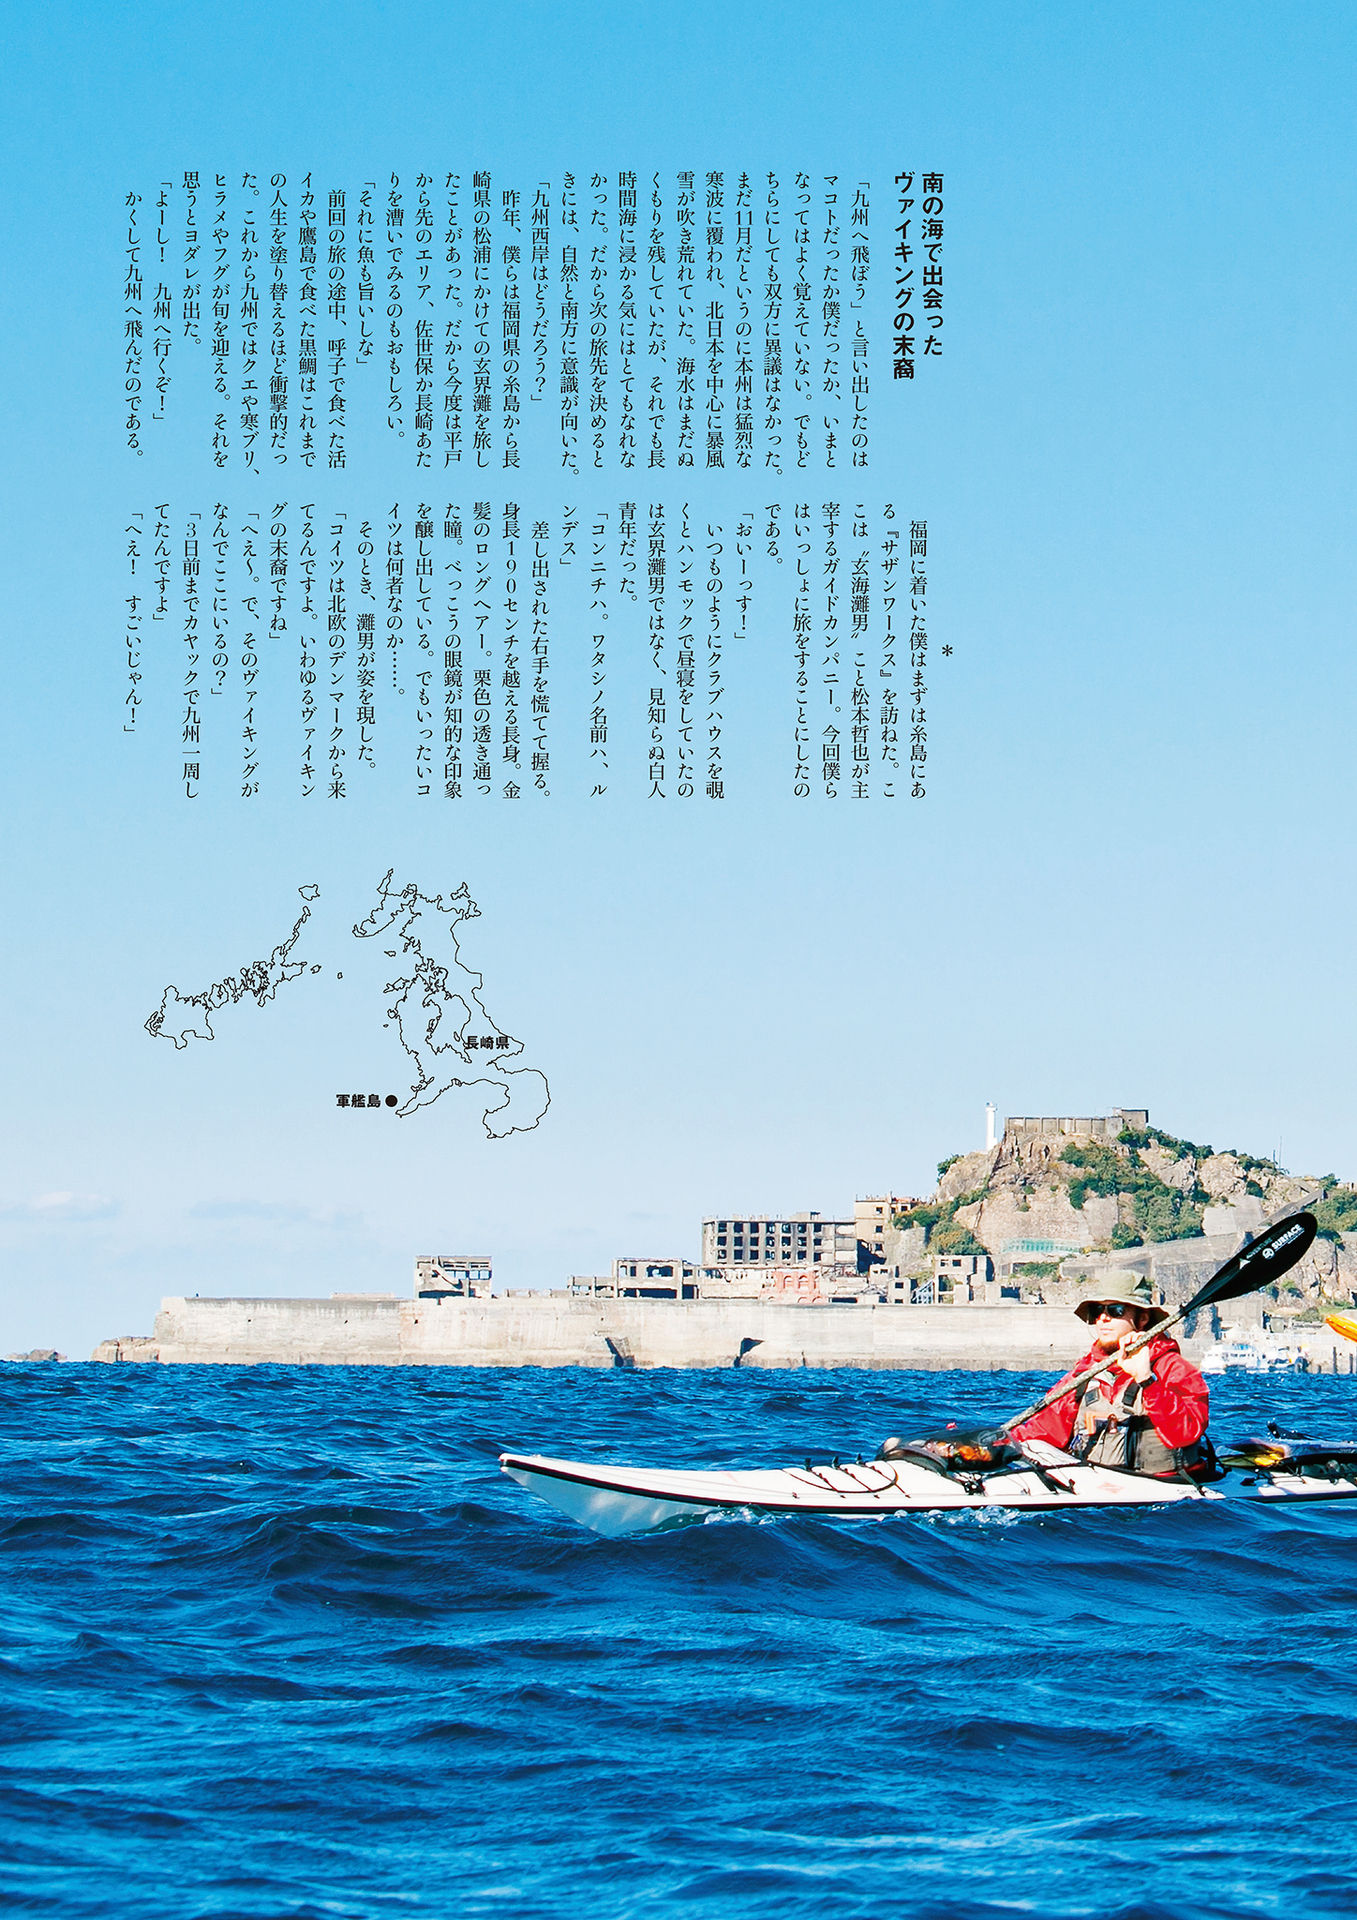 南の海で出会った
ヴァイキングの末裔
「九州へ飛ぼう」と言い出したのは
マコトだったか僕だったか、いまと
なってはよく覚えていない。でもど
ちらにしても双方に異議はなかった。
まだ11月だというのに本州は猛烈な
寒波に覆われ、北日本を中心に暴風
雪が吹き荒れていた。海水はまだぬ
くもりを残していたが、それでも長
時間海に浸かる気にはとてもなれな
かった。だから次の旅先を決めると
きには、自然と南方に意識が向いた。
「九州西岸はどうだろう？」
昨年、僕らは福岡県の糸島から長
崎県の松浦にかけての玄界灘を旅し
たことがあった。だから今度は平戸
から先のエリア、佐世保か長崎あた
りを漕いでみるのもおもしろい。
「それに魚も旨いしな」
前回の旅の途中、呼子で食べた活
イカや鷹島で食べた黒鯛はこれまで
の人生を塗り替えるほど衝撃的だっ
た。これから九州ではクエや寒ブリ、
ヒラメやフグが旬を迎える。それを
思うとヨダレが出た。
「よーし！　九州へ行くぞ！」
かくして九州へ飛んだのである。
＊
福岡に着いた僕はまずは糸島にあ
る『サザンワークス』を訪ねた。こ
こは〝玄海灘男〟こと松本哲也が主
宰するガイドカンパニー。今回僕ら
はいっしょに旅をすることにしたの
である。
「おいーっす！」
いつものようにクラブハウスを覗
くとハンモックで昼寝をしていたの
は玄界灘男ではなく、見知らぬ白人
青年だった。
「コンニチハ。ワタシノ名前ハ、ル
ンデス」
差し出された右手を慌てて握る。
身長190センチを越える長身。金
髪のロングヘアー。栗色の透き通っ
た瞳。べっこうの眼鏡が知的な印象
を醸し出している。でもいったいコ
イツは何者なのか……。
そのとき、灘男が姿を現した。
「コイツは北欧のデンマークから来
てるんですよ。いわゆるヴァイキン
グの末裔ですね」
「へえ〜。で、そのヴァイキングが
なんでここにいるの？」
「3日前までカヤックで九州一周し
てたんですよ」
「へえ！　すごいじゃん！」
長崎県
軍艦島
SURFACE